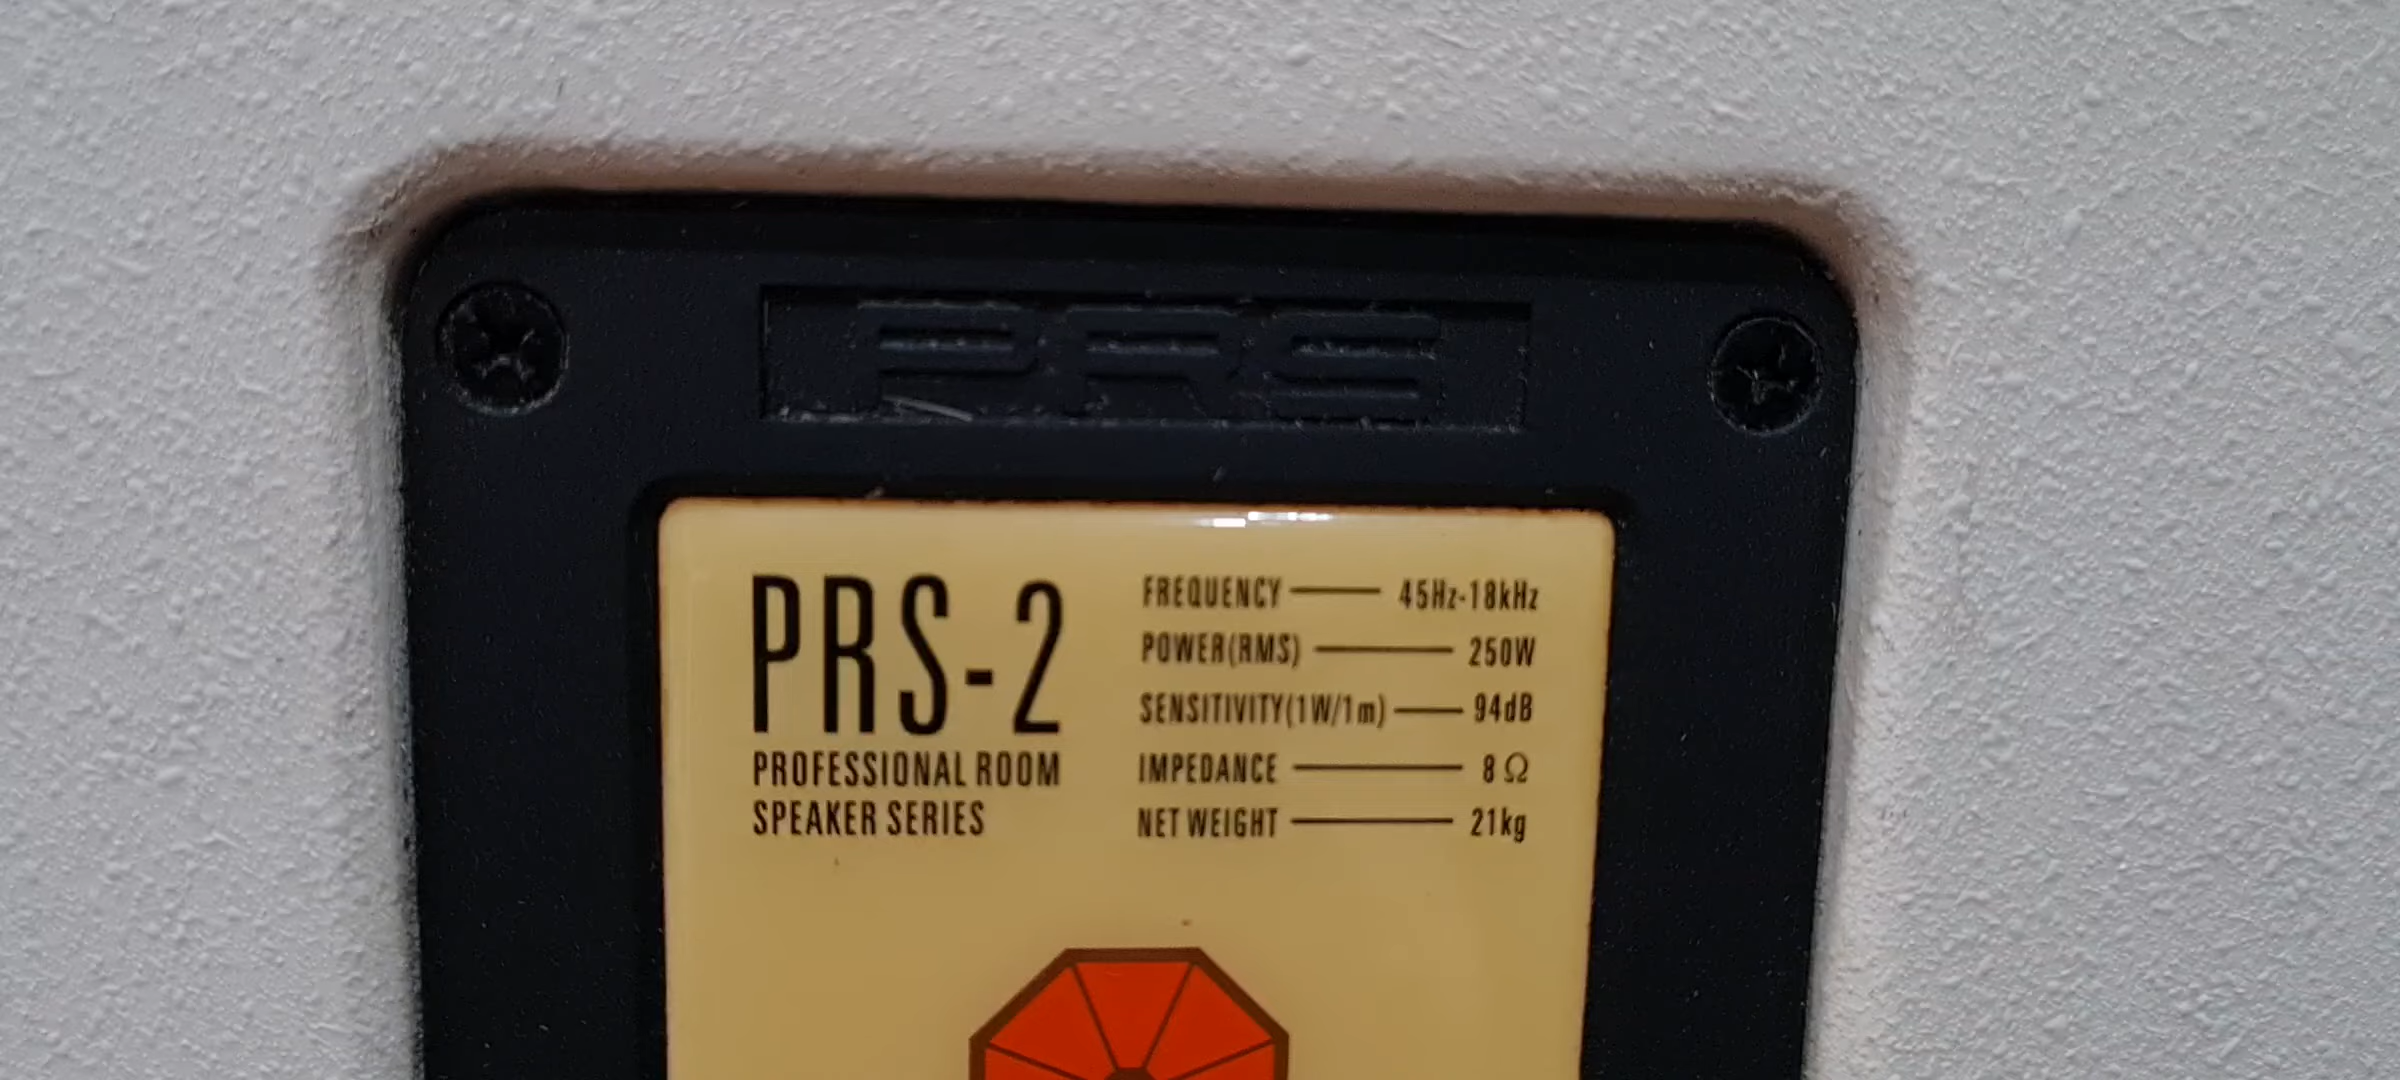 PRS
PRS-2
PROFESSIONAL ROOM
SPEAKER SERIES
FREQUENCY 45Hz-18kHz
POWER(RMS) 250W
SENSITIVITY(1W/1m) 94dB
IMPEDANCE 8 Ω
NET WEIGHT 21kg